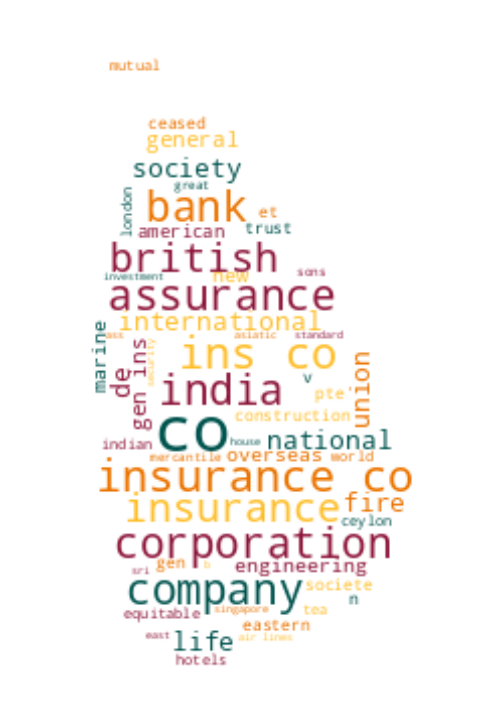 mutual
ceased
general
society
great
london
bank et
american trust
british
investment new sons
assurance
international
marine
asiatic standard
ins co
security
de
gen ins
india
v
pte
union
construction
co
indian house national
mercantile overseas world
insurance co
insurance fire
ceylon
corporation
sri gen b engineering
company societe
n
equitable singapore tea
eastern
east life air lines
hotels